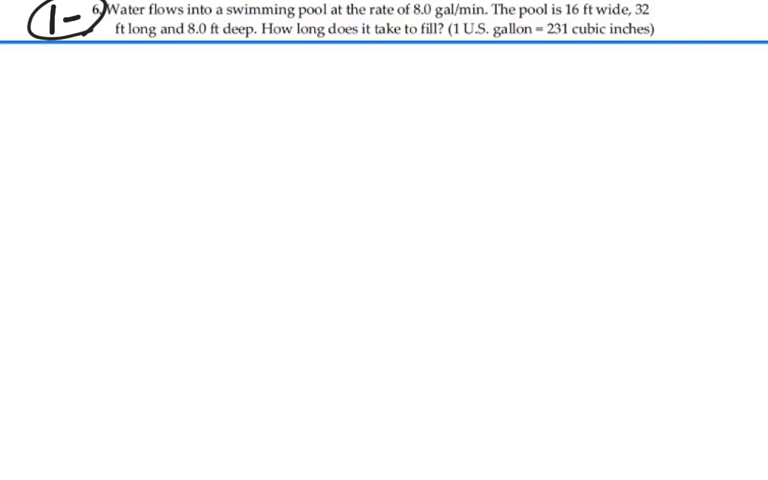 1-
6. Water flows into a swimming pool at the rate of 8.0 gal/min. The pool is 16 ft wide, 32
ft long and 8.0 ft deep. How long does it take to fill? (1 U.S. gallon = 231 cubic inches)